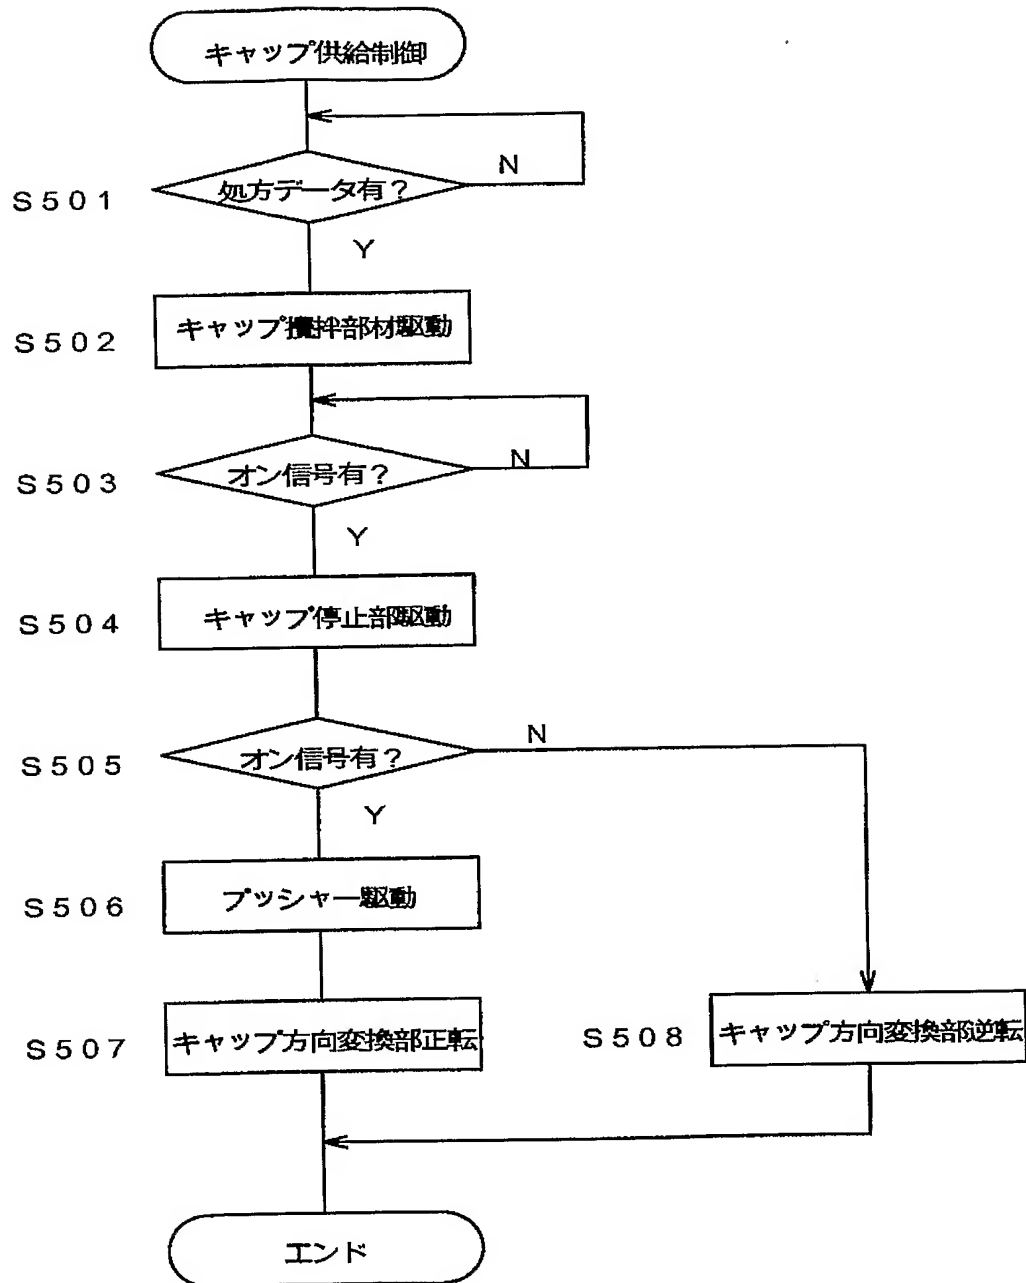 キャップ供給制御
N
S501
処方データ有？
Y
S502
キャップ攪拌部材駆動
S503
オン信号有？
N
Y
S504
キャップ停止部駆動
S505
オン信号有？
N
Y
S506
プッシャー駆動
S507
キャップ方向変換部正転
S508
キャップ方向変換部逆転
エンド